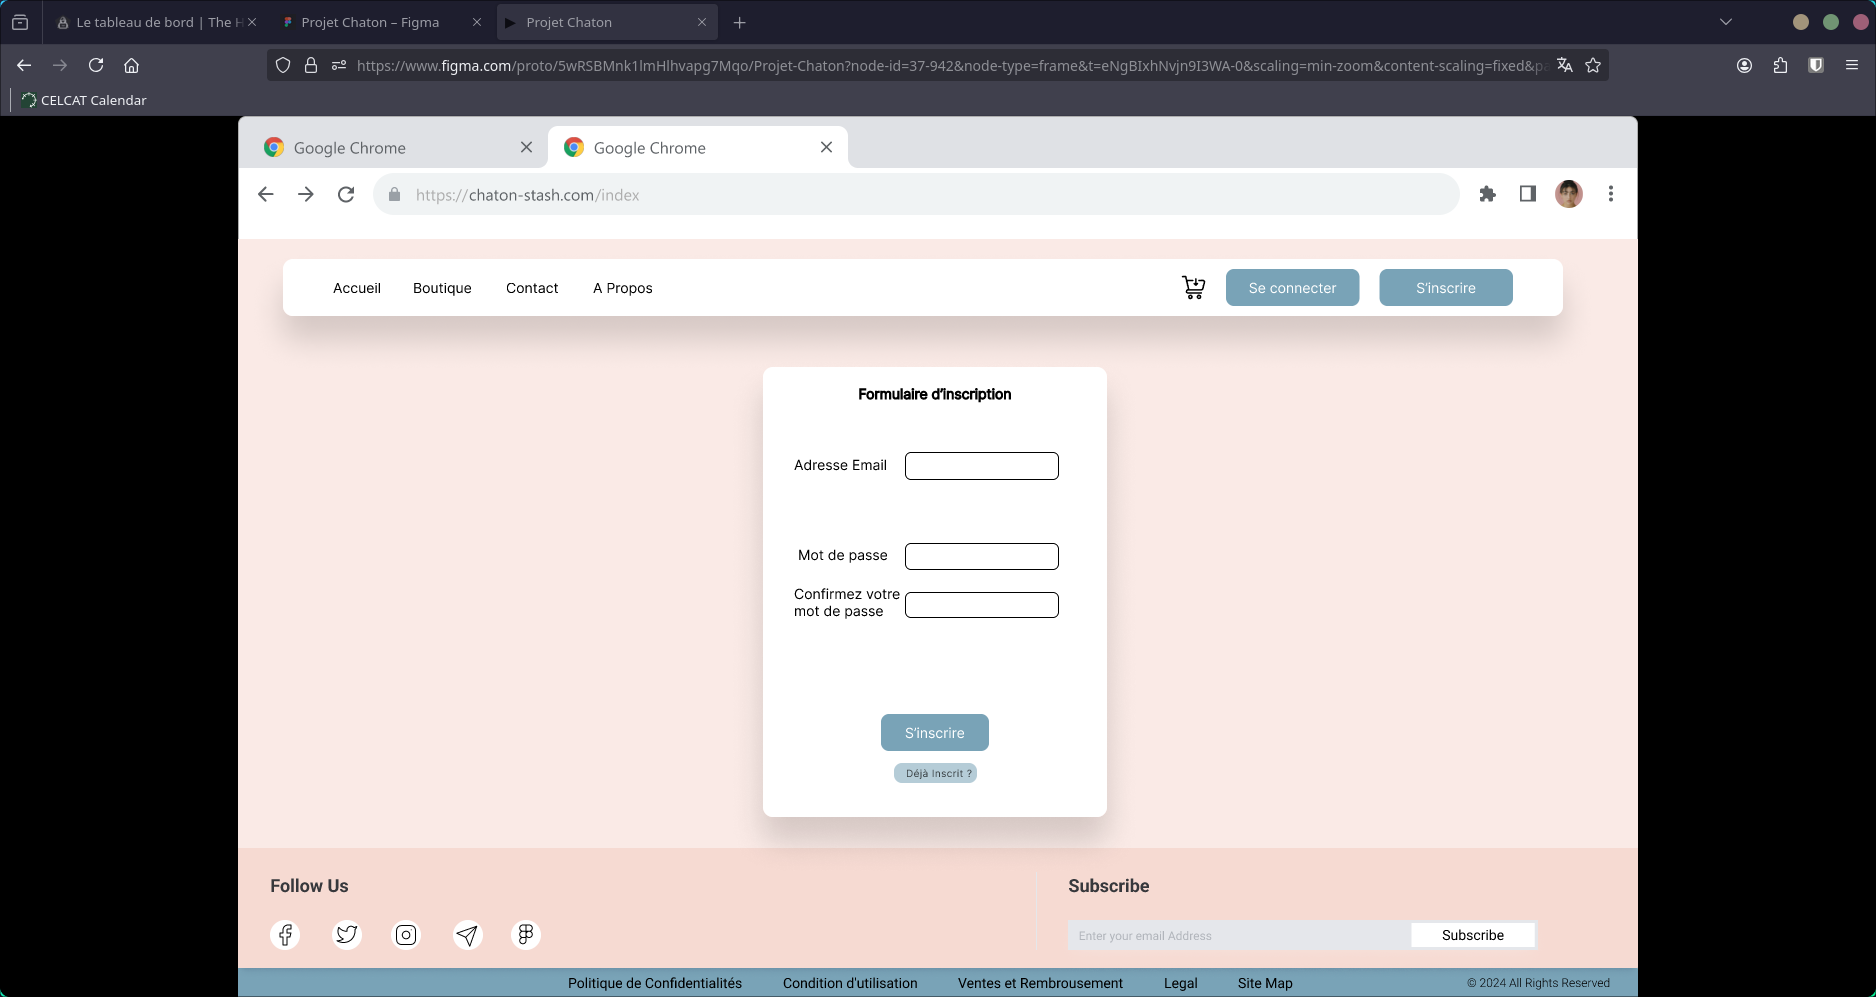 Le tableau de bord | The H
Projet Chaton – Figma
Projet Chaton
https://www.figma.com/proto/5wRSBMnk1lmHlhvapg7Mqo/Projet-Chaton?node-id=37-942&node-type=frame&t=eNgBIxhNvjn9I3WA-0&scaling=min-zoom&content-scaling=fixed&pa
CELCAT Calendar
Google Chrome
Google Chrome
https://chaton-stash.com/index
Accueil
Boutique
Contact
A Propos
Se connecter
S'inscrire
Formulaire d'inscription
Adresse Email
Mot de passe
Confirmez votre
mot de passe
S'inscrire
Déjà Inscrit ?
Follow Us
Subscribe
Enter your email Address
Subscribe
Politique de Confidentialités
Condition d'utilisation
Ventes et Rembrousement
Legal
Site Map
© 2024 All Rights Reserved